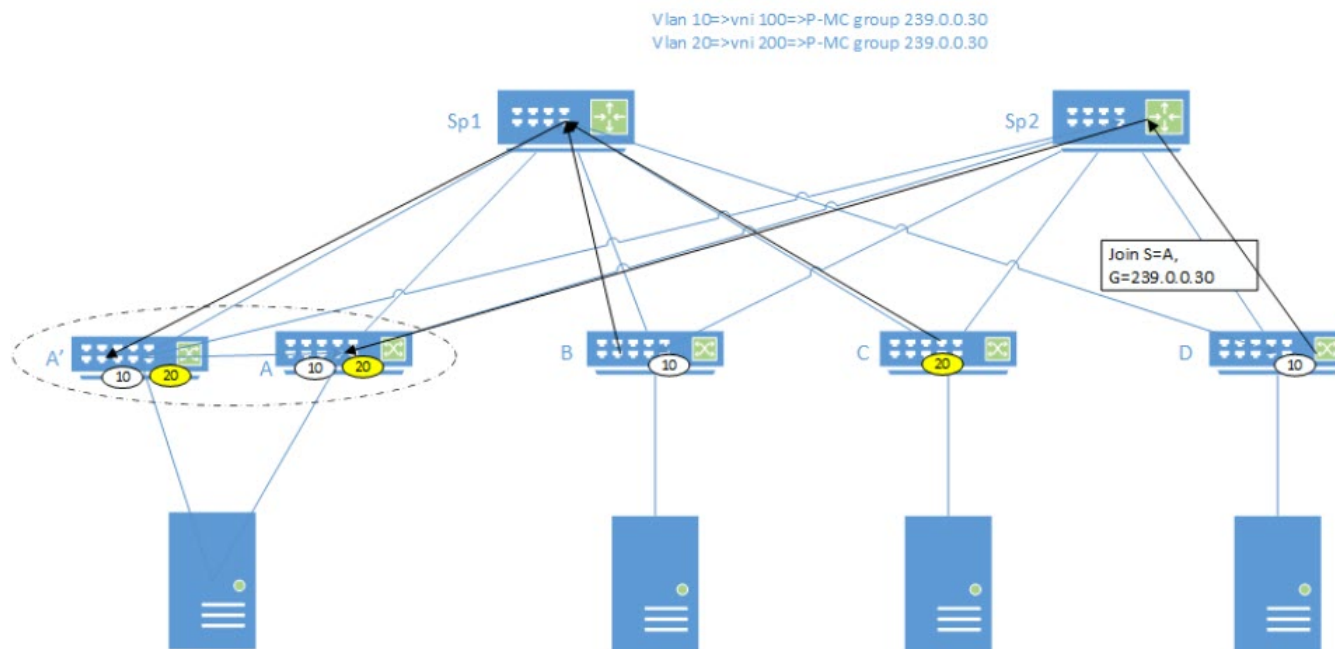 Vlan 10=>vni 100=>P-MC group 239.0.0.30
Vlan 20=>vni 200=>P-MC group 239.0.0.30
Sp1
Sp2
Join S=A,
G=239.0.0.30
A'
10
20
A
10
20
B
10
C
20
D
10